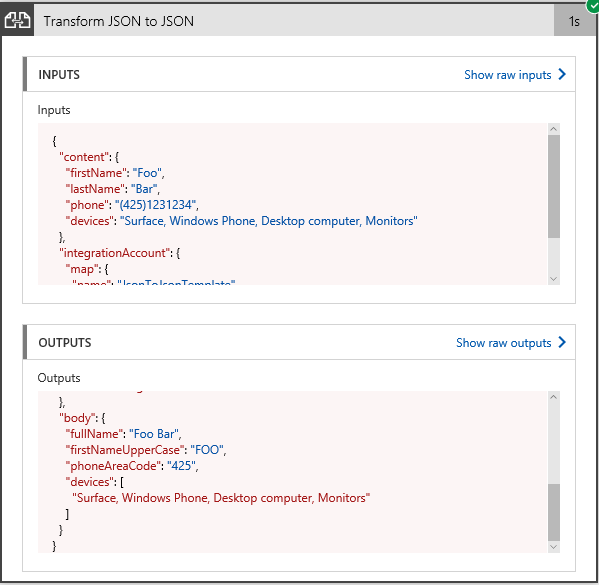 Transform JSON to JSON
1s
INPUTS
Show raw inputs
Inputs
{
"content": {
"firstName": "Foo",
"lastName": "Bar",
"phone": "(425)1231234",
"devices": "Surface, Windows Phone, Desktop computer, Monitors"
},
"integrationAccount": {
"map": {
"name": "JsonToJsonTemplate"
OUTPUTS
Show raw outputs
Outputs
},
"body": {
"fullName": "Foo Bar",
"firstNameUpperCase": "FOO",
"phoneAreaCode": "425",
"devices": [
"Surface, Windows Phone, Desktop computer, Monitors"
]
}
}